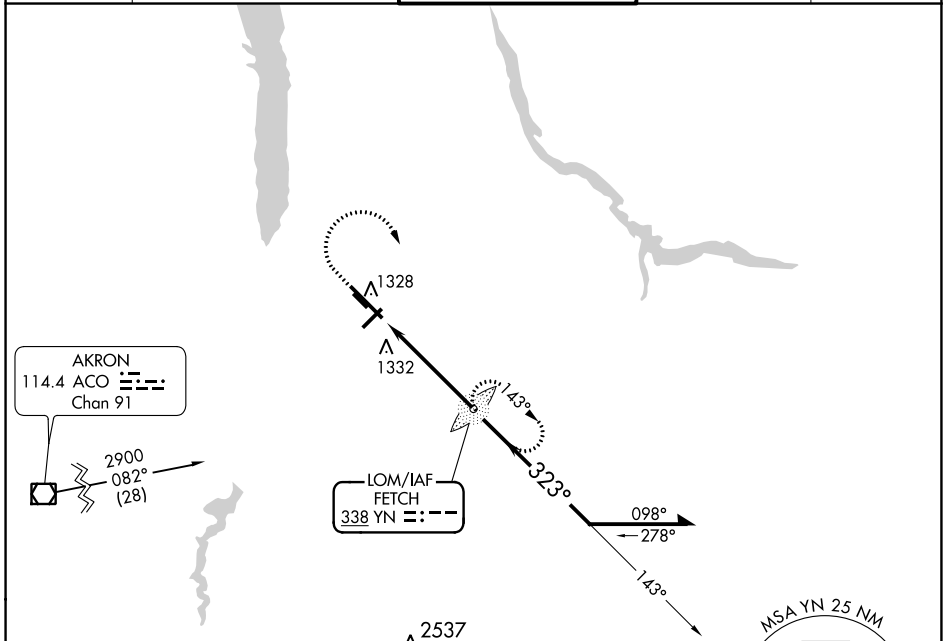 1328
1332
AKRON
114.4 ACO
Chan 91
2900
082°
(28)
143°
LOM/IAF
FETCH
338 YN
323°
098°
278°
143°
MSA YN 25 NM
2537